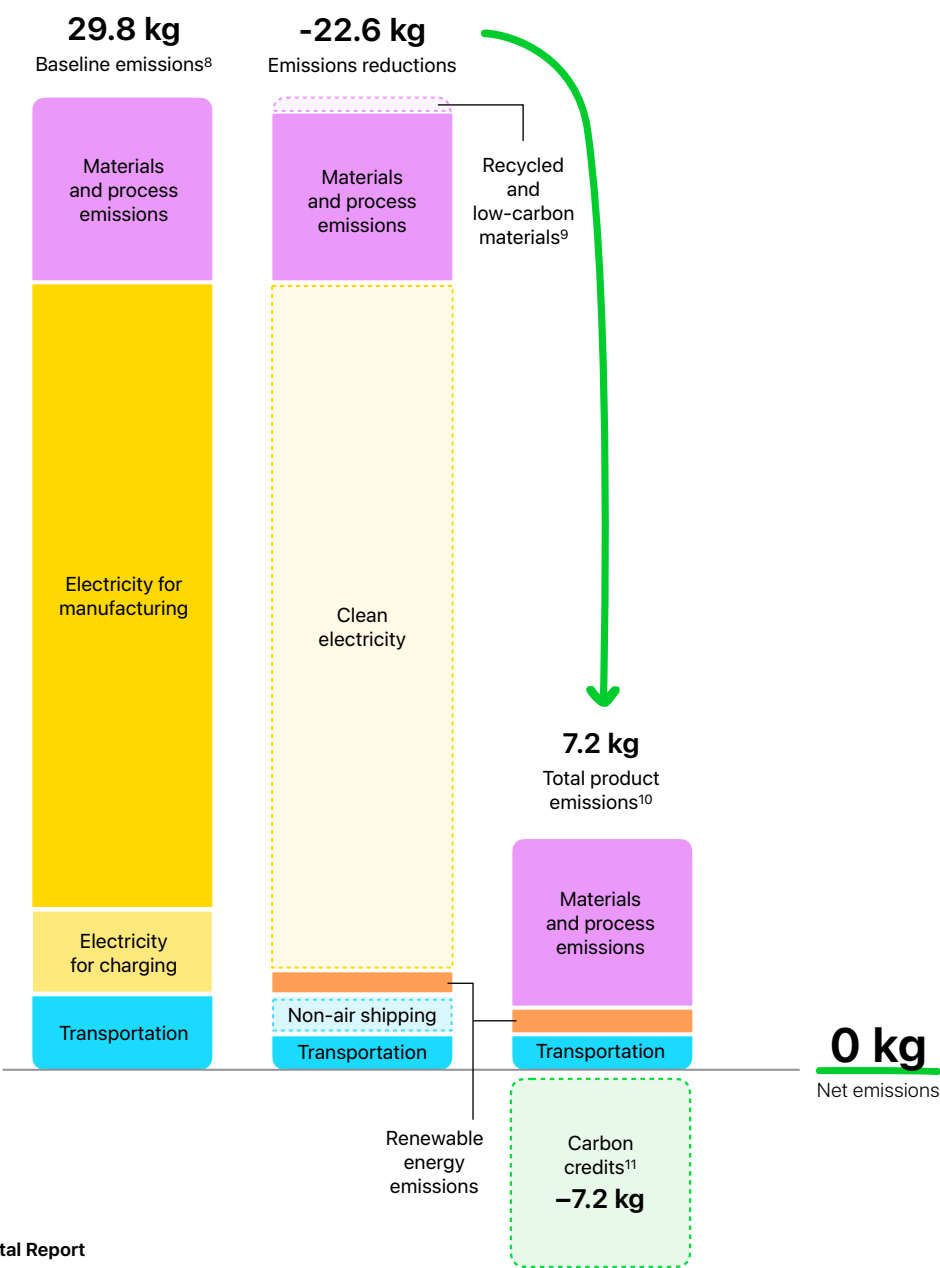 29.8 kg
Baseline emissions⁸
-22.6 kg
Emissions reductions
Materials
and process
emissions
Electricity for
manufacturing
Electricity
for charging
Transportation
Materials
and process
emissions
Recycled
and
low-carbon
materials⁹
Clean
electricity
Non-air shipping
Transportation
Renewable
energy
emissions
7.2 kg
Total product
emissions¹⁰
Materials
and process
emissions
Transportation
Carbon
credits¹¹
–7.2 kg
0 kg
Net emissions
tal Report